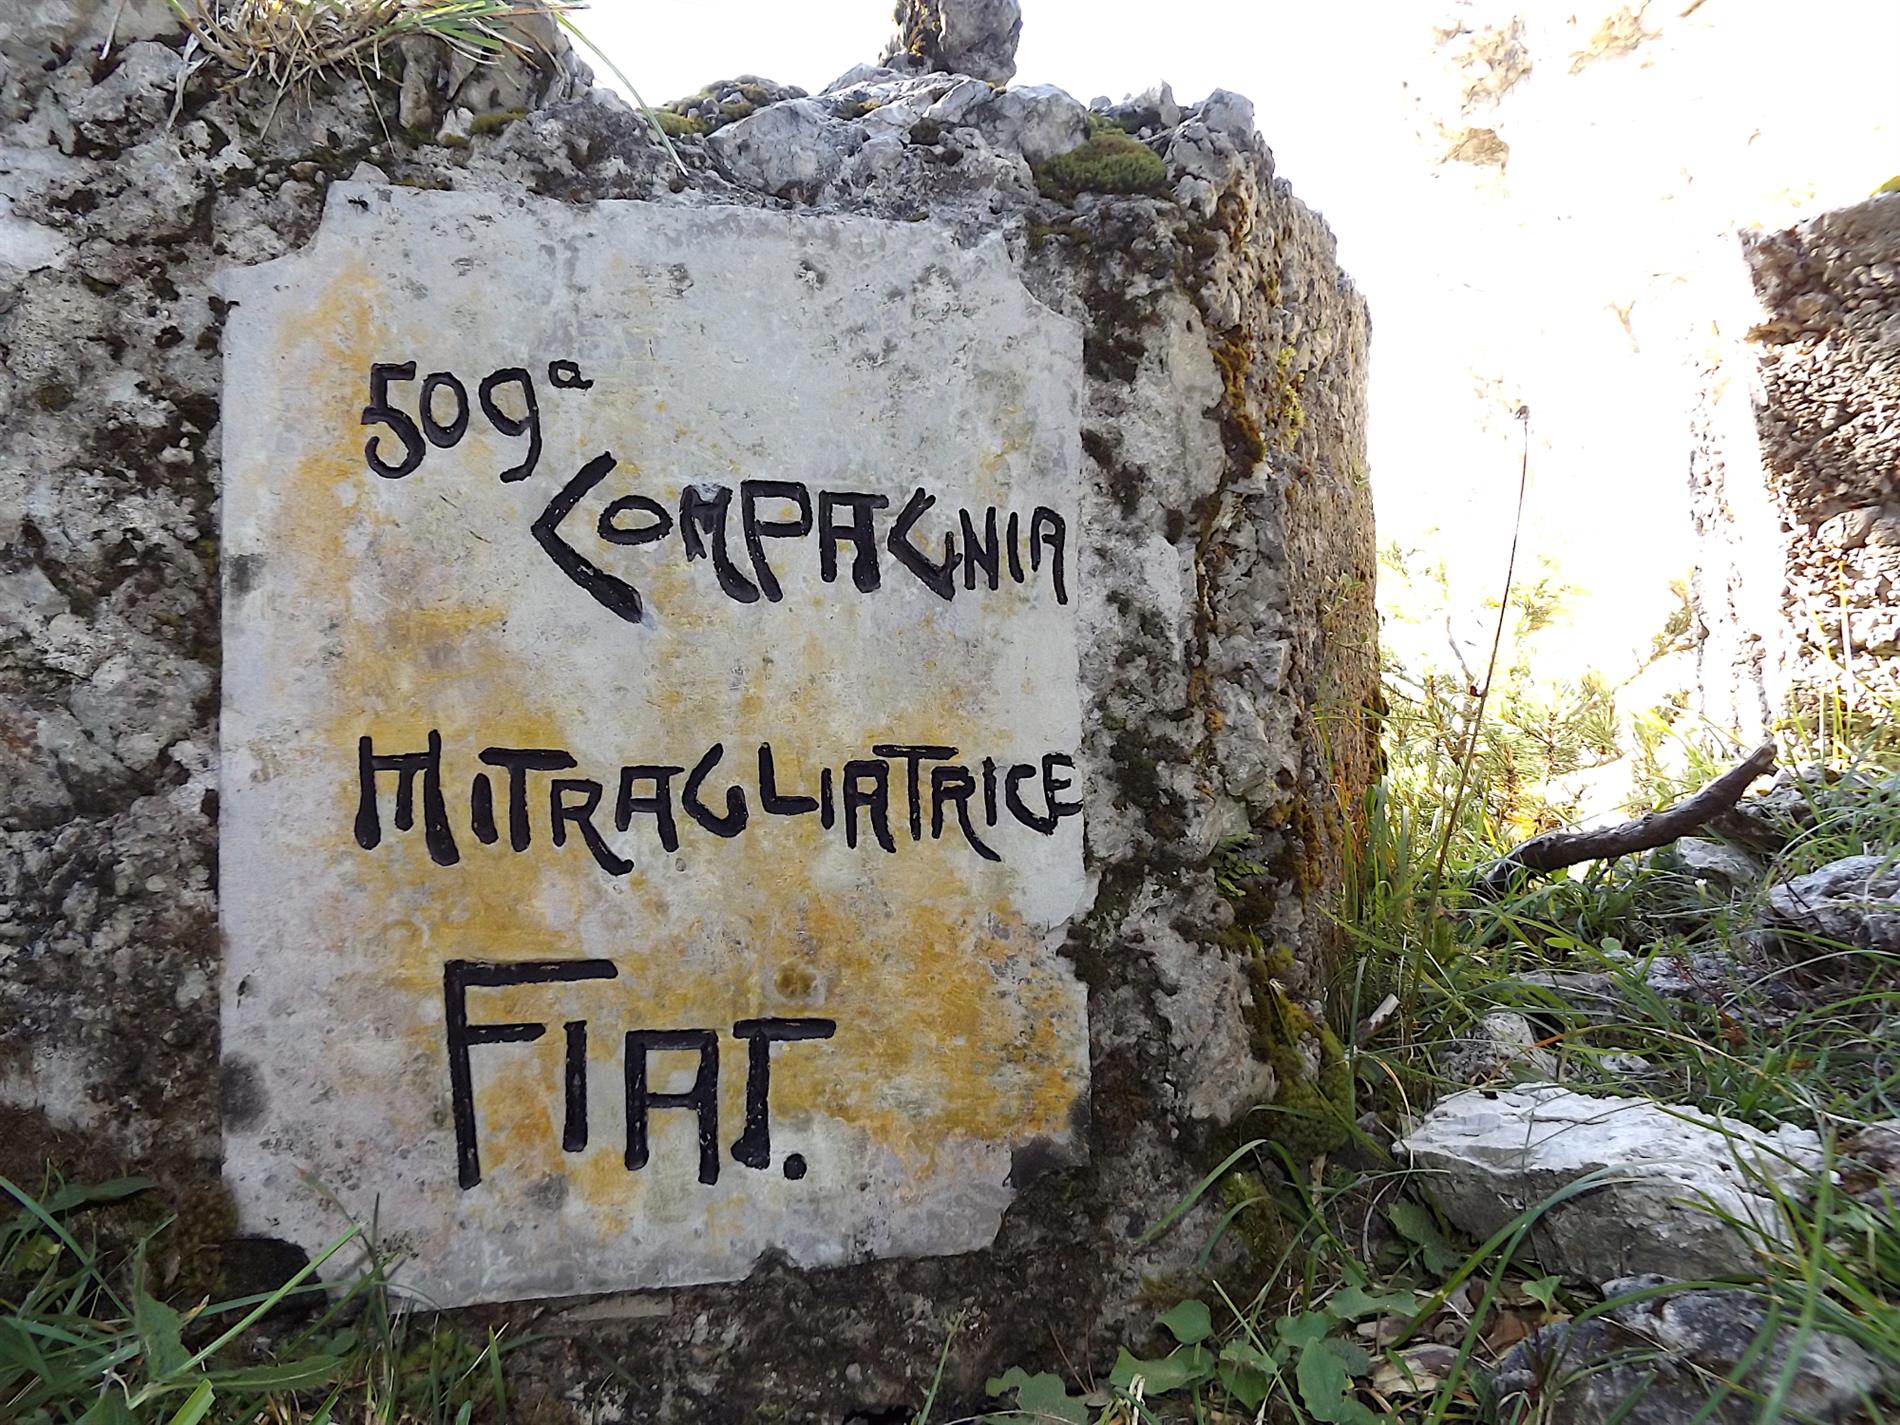 509ª
COMPAGNIA
MITRAGLIATRICE
FIAT.